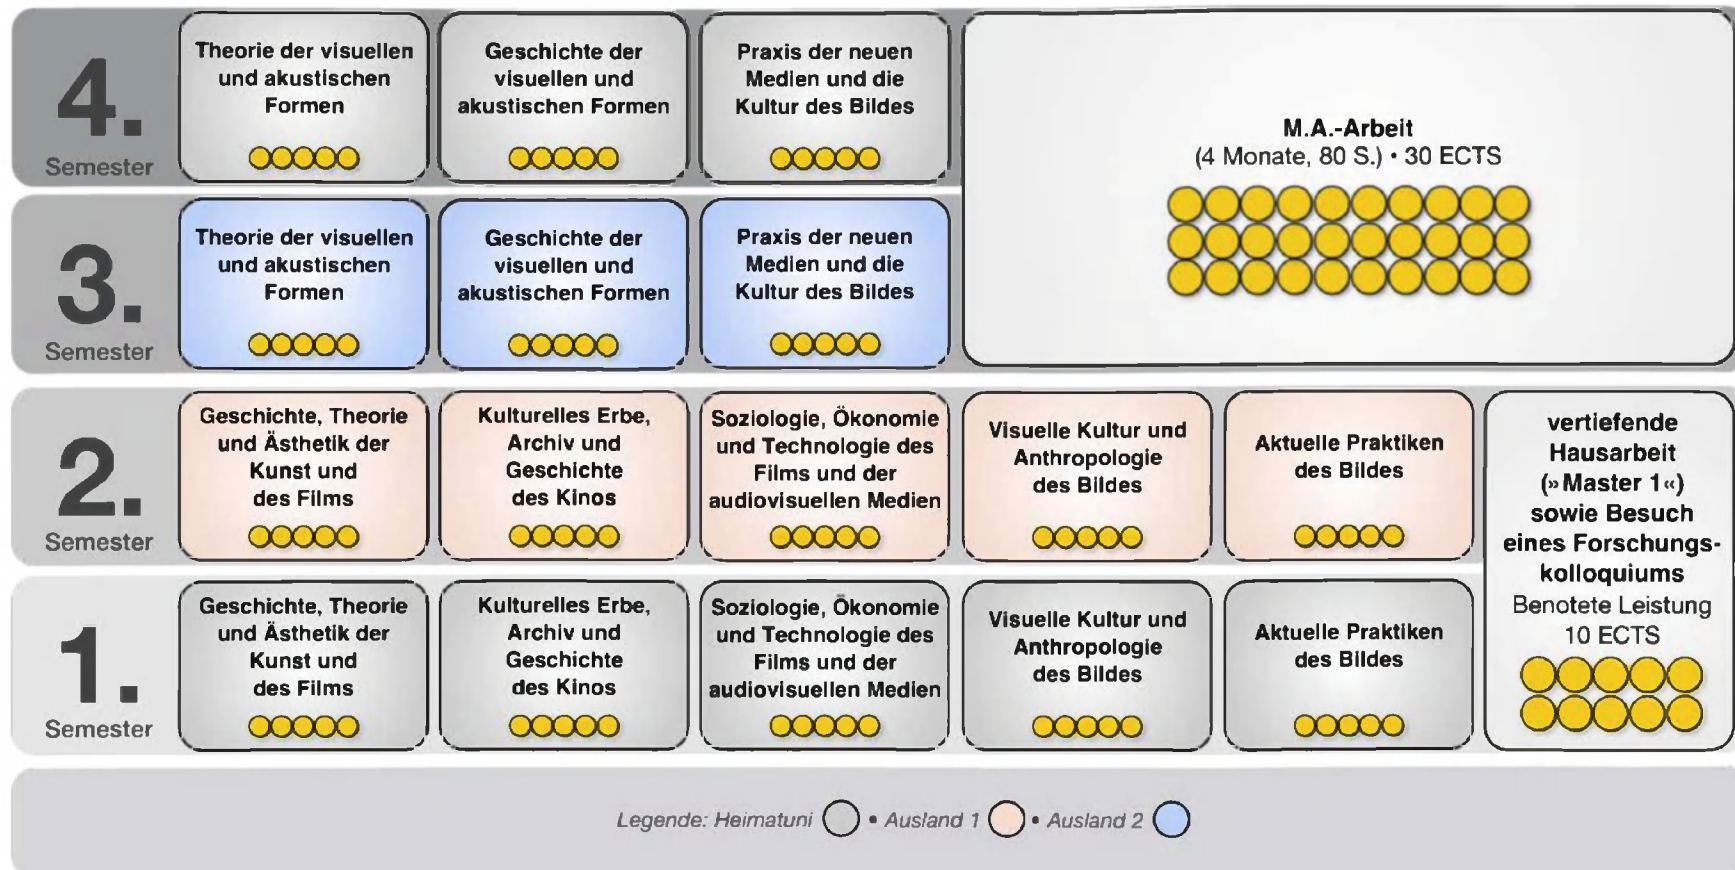 4.
Semester
Theorie der visuellen
und akustischen
Formen
Geschichte der
visuellen und
akustischen Formen
Praxis der neuen
Medien und die
Kultur des Bildes
M.A.-Arbeit
(4 Monate, 80 S.) • 30 ECTS
3.
Semester
Theorie der visuellen
und akustischen
Formen
Geschichte der
visuellen und
akustischen Formen
Praxis der neuen
Medien und die
Kultur des Bildes
2.
Semester
Geschichte, Theorie
und Ästhetik der
Kunst und
des Films
Kulturelles Erbe,
Archiv und
Geschichte
des Kinos
Soziologie, Ökonomie
und Technologie des
Films und der
audiovisuellen Medien
Visuelle Kultur und
Anthropologie
des Bildes
Aktuelle Praktiken
des Bildes
vertiefende
Hausarbeit
(»Master 1«)
sowie Besuch
eines Forschungs-
kolloquiums
Benotete Leistung
10 ECTS
1.
Semester
Geschichte, Theorie
und Ästhetik der
Kunst und
des Films
Kulturelles Erbe,
Archiv und
Geschichte
des Kinos
Soziologie, Ökonomie
und Technologie des
Films und der
audiovisuellen Medien
Visuelle Kultur und
Anthropologie
des Bildes
Aktuelle Praktiken
des Bildes
Legende: Heimatuni • Ausland 1 • Ausland 2